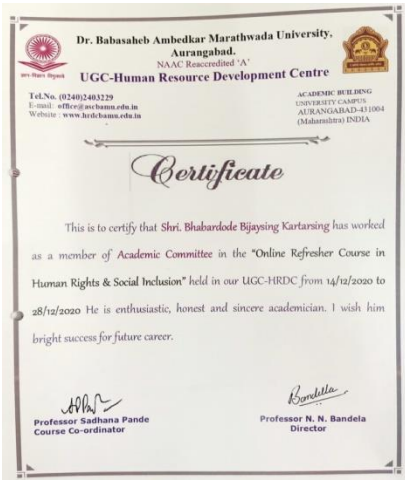 Dr. Babasaheb Ambedkar Marathwada University,
Aurangabad.
NAAC Reaccredited 'A'
UGC-Human Resource Development Centre
Tel.No. (0240)2403229
E-mail: office@ascbamu.edu.in
Website : www.hrdcbamu.edu.in
ACADEMIC BUILDING
UNIVERSITY CAMPUS
AURANGABAD-431004
(Maharashtra) INDIA
Certificate
This is to certify that Shri. Bhabardode Bijaysing Kartarsing has worked
as a member of Academic Committee in the "Online Refresher Course in
Human Rights & Social Inclusion" held in our UGC-HRDC from 14/12/2020 to
28/12/2020 He is enthusiastic, honest and sincere academician. I wish him
bright success for future career.
Bandella
Professor Sadhana Pande
Course Co-ordinator
Professor N. N. Bandela
Director